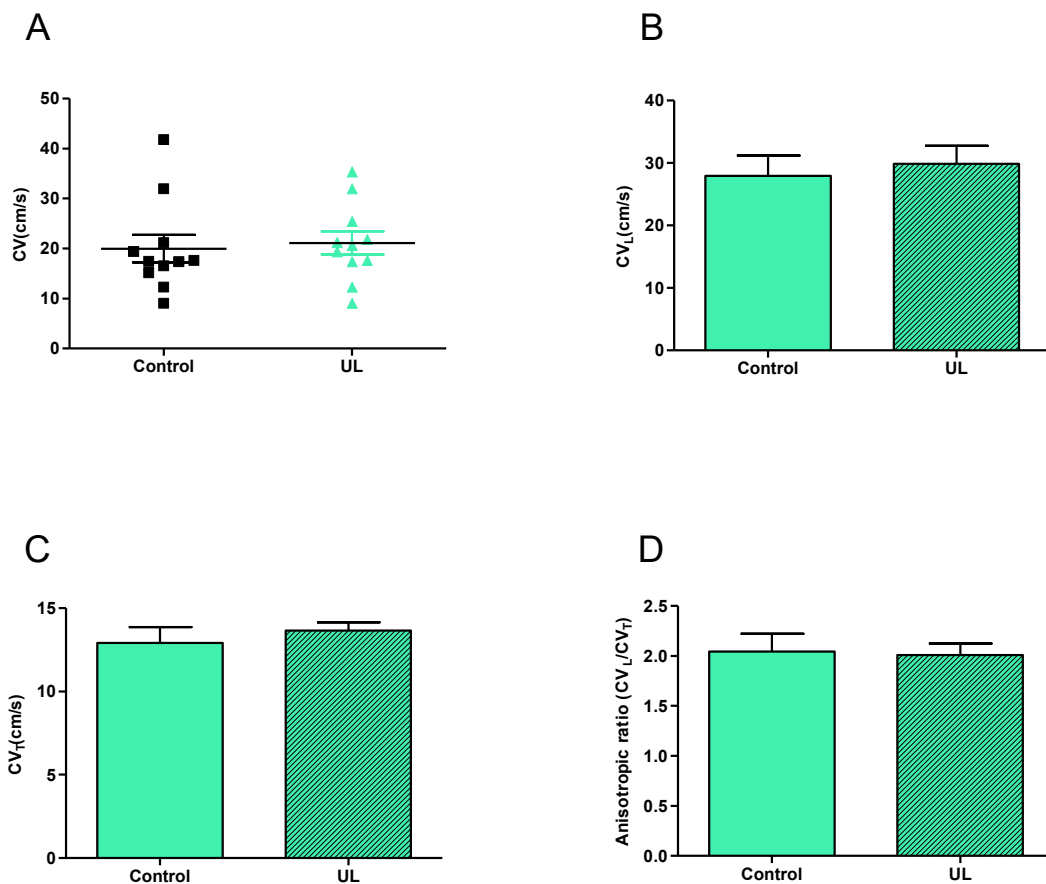 A
50
40
30
20
10
0
CV(cm/s)
Control
UL
B
40
30
20
10
0
CV_L(cm/s)
Control
UL
C
15
10
5
0
CV_T(cm/s)
Control
UL
D
2.5
2.0
1.5
1.0
0.5
0.0
Anisotropic ratio (CV_L/CV_T)
Control
UL